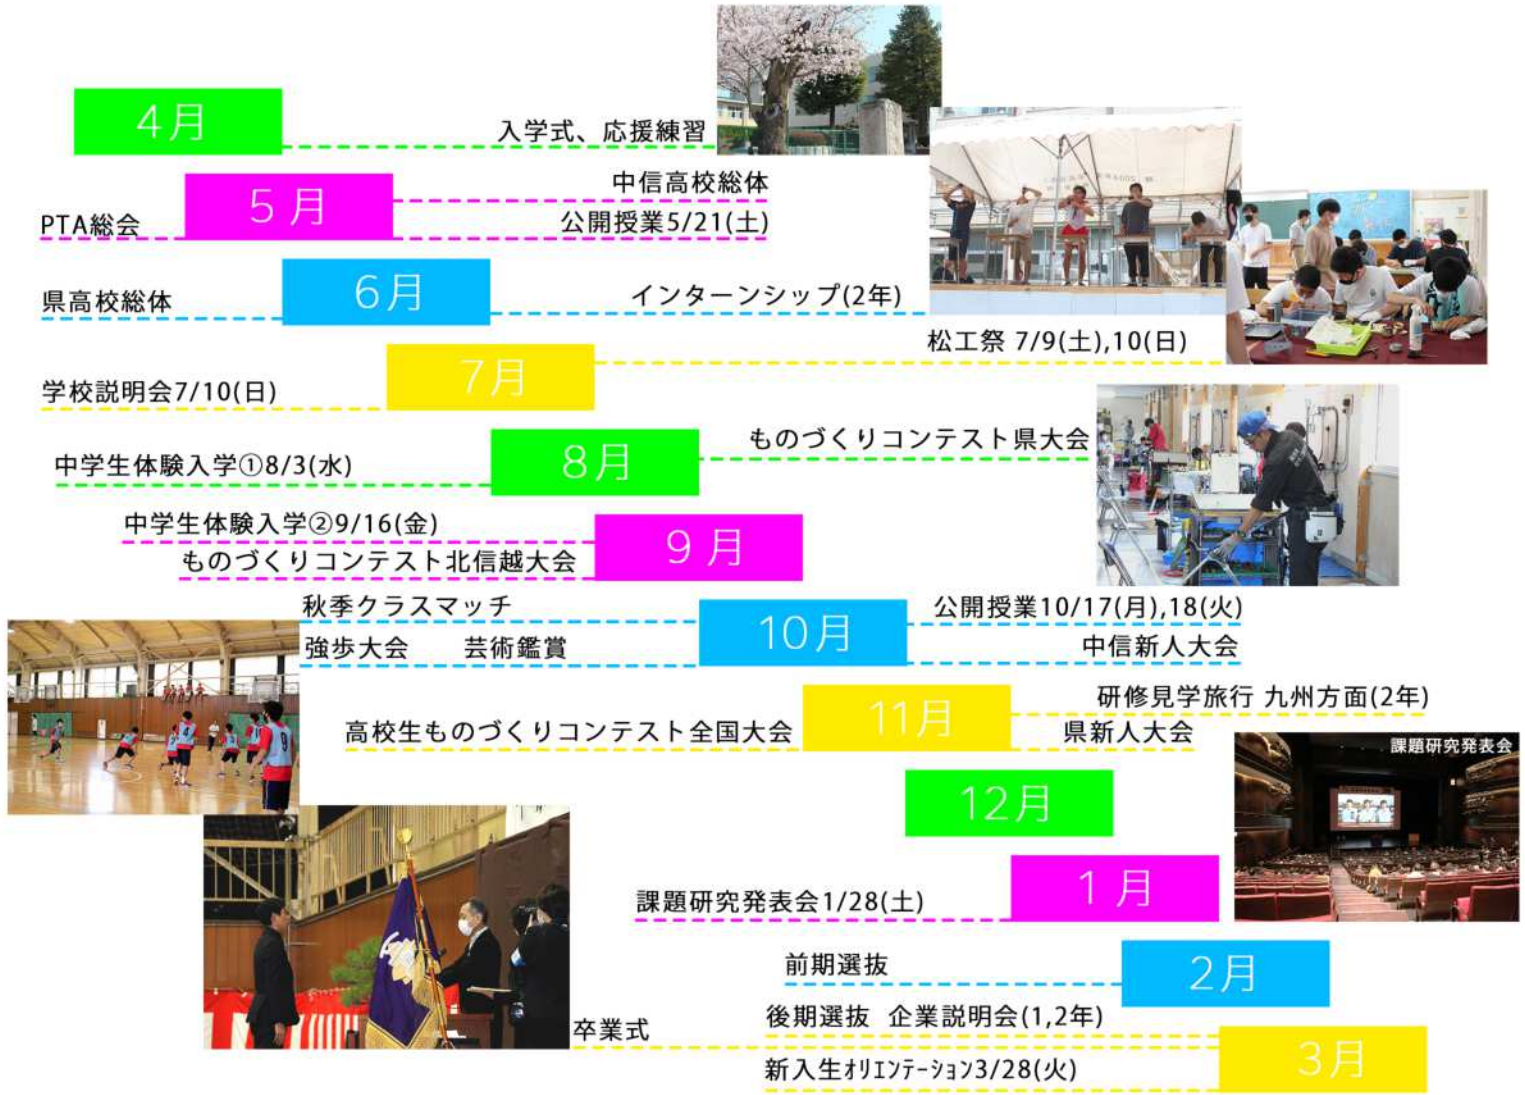 4月
入学式、応援練習
5月
中信高校総体
PTA総会
公開授業5/21(土)
6月
県高校総体
インターンシップ(2年)
7月
松工祭 7/9(土),10(日)
学校説明会7/10(日)
8月
ものづくりコンテスト県大会
中学生体験入学①8/3(水)
9月
中学生体験入学②9/16(金)
ものづくりコンテスト北信越大会
10月
秋季クラスマッチ
公開授業10/17(月),18(火)
強歩大会 芸術鑑賞
中信新人大会
11月
研修見学旅行 九州方面(2年)
高校生ものづくりコンテスト全国大会
県新人大会
課題研究発表会
12月
1月
課題研究発表会1/28(土)
2月
前期選抜
後期選抜 企業説明会(1,2年)
卒業式
3月
新入生ｵﾘｴﾝﾃｰｼｮﾝ3/28(火)